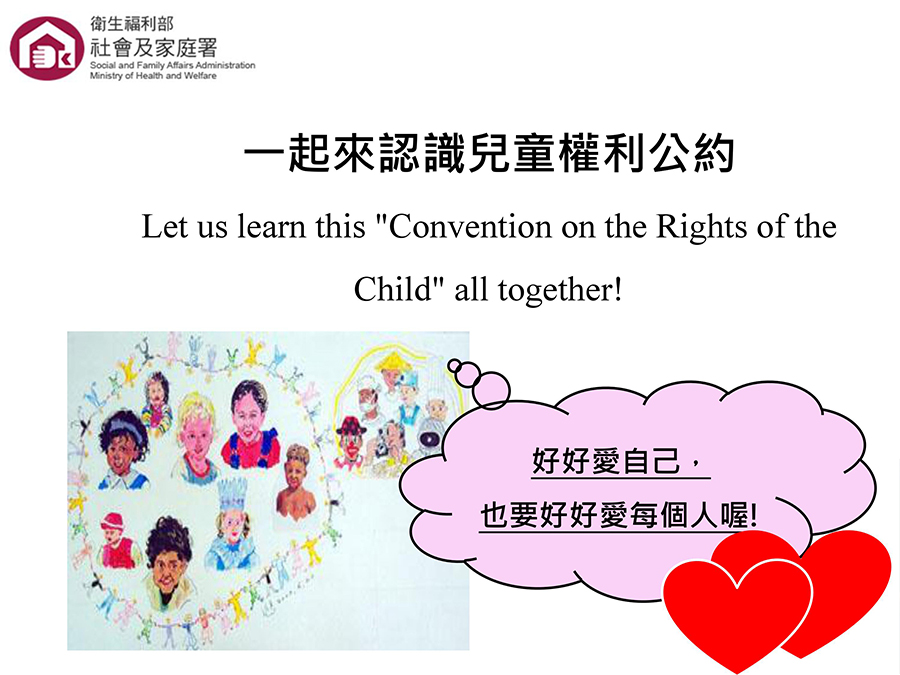 衛生福利部
社會及家庭署
Social and Family Affairs Administration
Ministry of Health and Welfare
一起來認識兒童權利公約
Let us learn this "Convention on the Rights of the
Child" all together!
好好愛自己，
也要好好愛每個人喔!